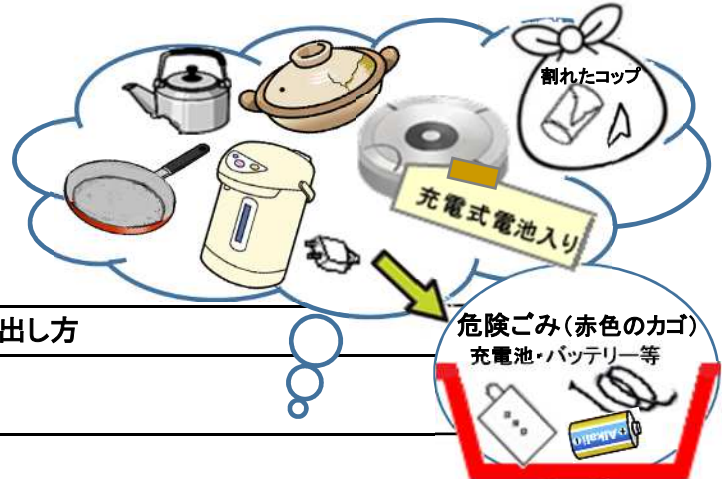 割れたコップ
充電式電池入り
出し方
危険ごみ(赤色のカゴ)
充電池・バッテリー等
+Alkali